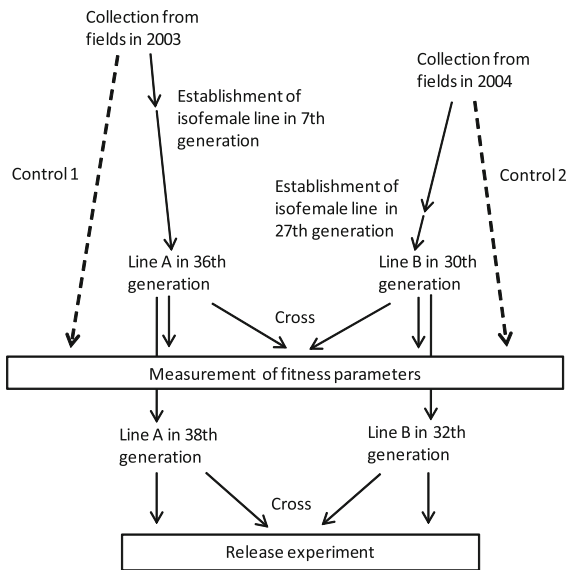 Collection from
fields in 2003
Collection from
fields in 2004
Establishment of
isofemale line in 7th
generation
Control 1
Control 2
Establishment of
isofemale line in
27th generation
Line A in 36th
generation
Line B in 30th
generation
Cross
Measurement of fitness parameters
Line A in 38th
generation
Line B in 32th
generation
Cross
Release experiment